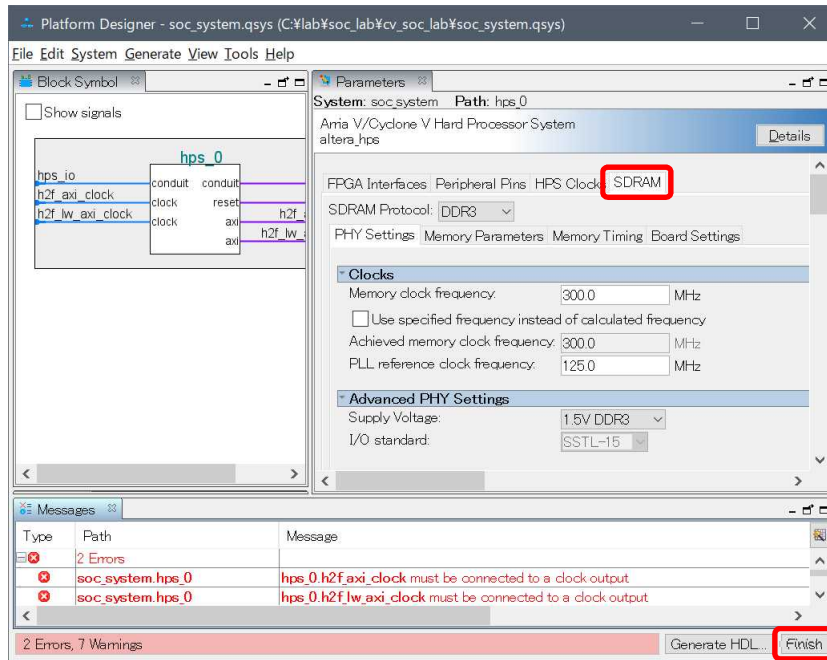 Platform Designer - soc_system.qsys (C:¥lab¥soc_lab¥cv_soc_lab¥soc_system.qsys)
File Edit System Generate View Tools Help
Block Symbol
Show signals
hps_0
hps_io
h2f_axi_clock
h2f_lw_axi_clock
conduit conduit
clock reset
clock axi
axi
h2f_
h2f_lw_
Parameters
System: soc_system Path: hps_0
Arria V/Cyclone V Hard Processor System
altera_hps
Details
FPGA Interfaces Peripheral Pins HPS Clocks SDRAM
SDRAM Protocol: DDR3
PHY Settings Memory Parameters Memory Timing Board Settings
Clocks
Memory clock frequency: 300.0 MHz
Use specified frequency instead of calculated frequency
Achieved memory clock frequency: 300.0 MHz
PLL reference clock frequency: 125.0 MHz
Advanced PHY Settings
Supply Voltage: 1.5V DDR3
I/O standard: SSTL-15
Messages
Type Path Message
2 Errors
soc_system.hps_0 hps_0.h2f_axi_clock must be connected to a clock output
soc_system.hps_0 hps_0.h2f_lw_axi_clock must be connected to a clock output
2 Errors, 7 Warnings
Generate HDL... Finish